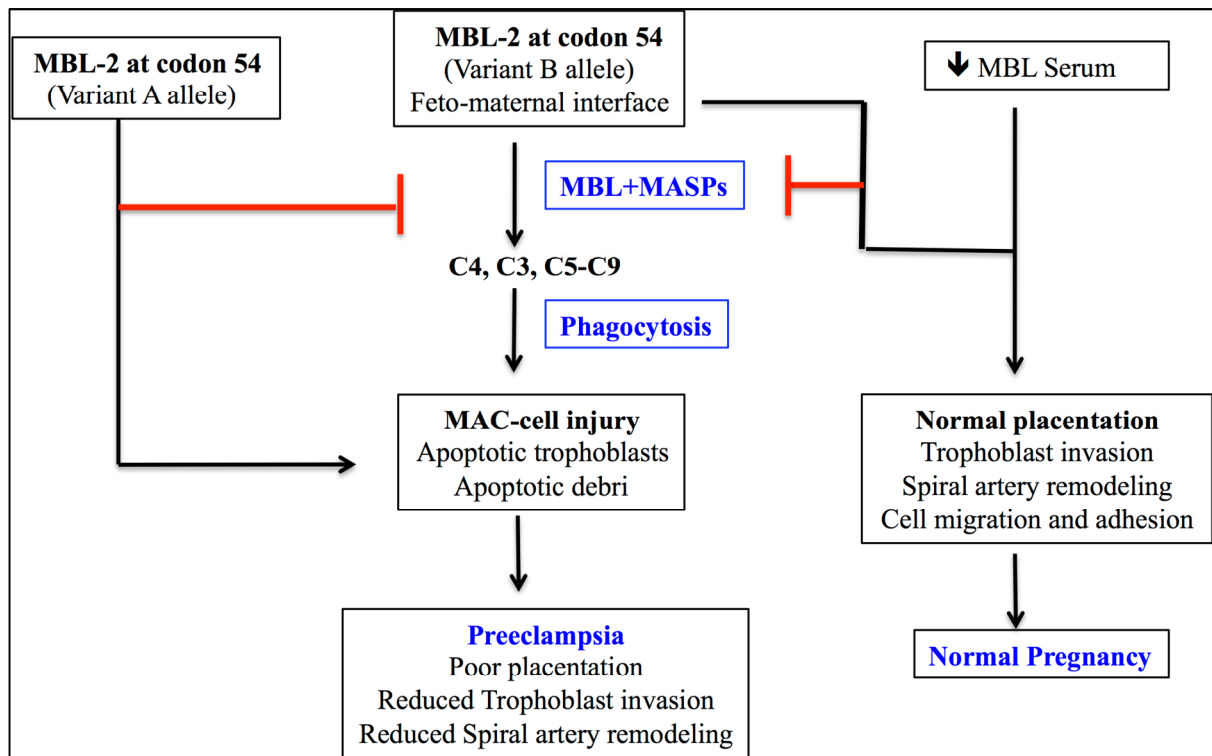 MBL-2 at codon 54
(Variant A allele)
MBL-2 at codon 54
(Variant B allele)
Feto-maternal interface
🡻 MBL Serum
MBL+MASPs
C4, C3, C5-C9
Phagocytosis
MAC-cell injury
Apoptotic trophoblasts
Apoptotic debri
Normal placentation
Trophoblast invasion
Spiral artery remodeling
Cell migration and adhesion
Preeclampsia
Poor placentation
Reduced Trophoblast invasion
Reduced Spiral artery remodeling
Normal Pregnancy